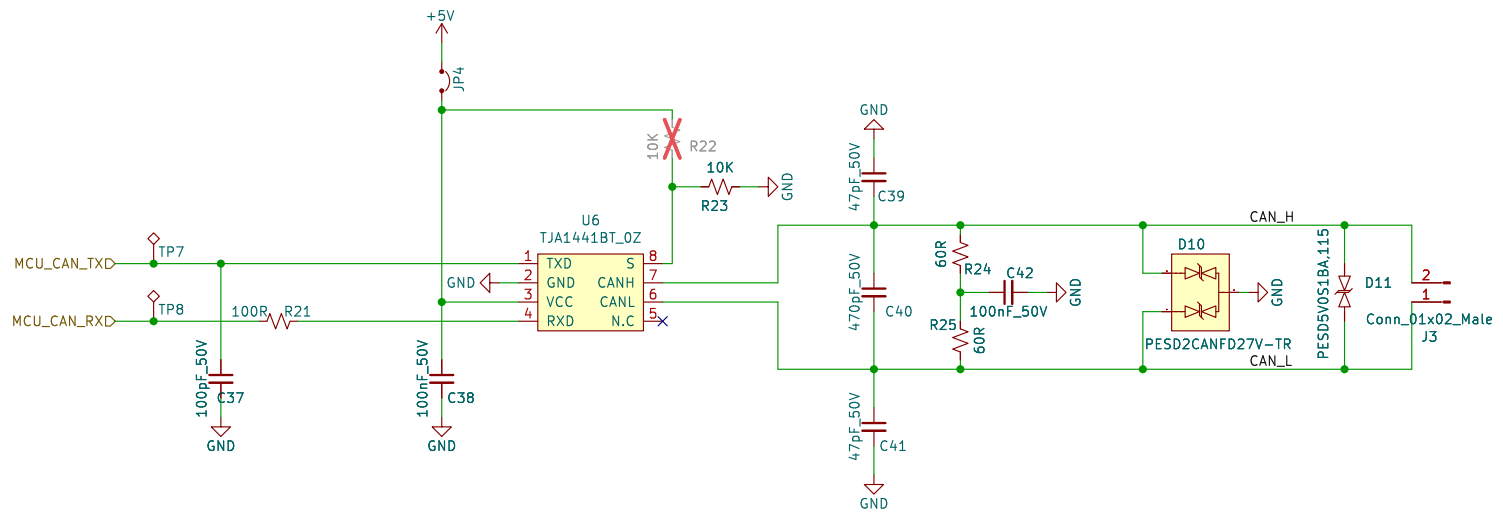 +5V
JP4
GND
10K
R22
47pF_50V
C39
10K
R23
GND
U6
TJA1441BT_0Z
CAN_H
TP7
MCU_CAN_TX
1 TXD
S 8
GND
2 GND
CANH 7
3 VCC
CANL 6
4 RXD
N.C 5
TP8
MCU_CAN_RX
100R R21
60R
R24
C42
GND
100nF_50V
R25
60R
470pF_50V
C40
D10
GND
PESD2CANFD27V-TR
PESD5V0S1BA,115
D11
2
1
Conn_01x02_Male
J3
CAN_L
100pF_50V
C37
GND
100nF_50V
C38
GND
47pF_50V
C41
GND